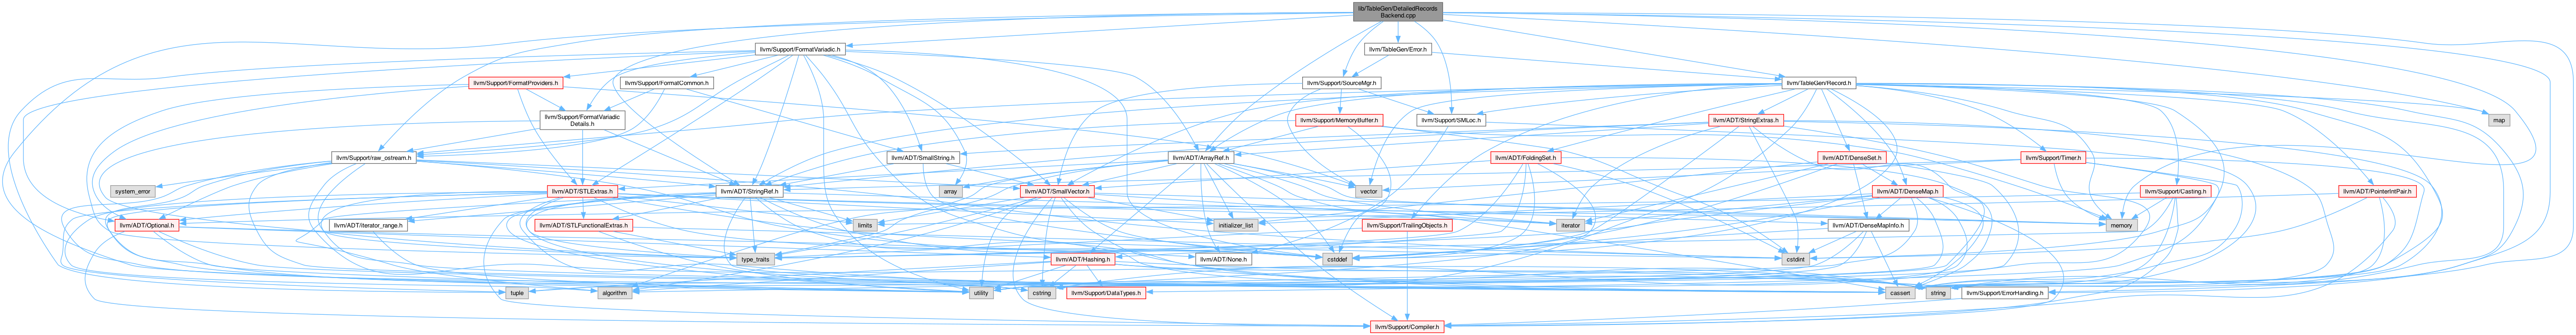 lib/TableGen/DetailedRecords
Backend.cpp
llvm/Support/FormatVariadic.h
llvm/TableGen/Error.h
llvm/Support/FormatProviders.h
llvm/Support/FormatCommon.h
llvm/Support/SourceMgr.h
llvm/TableGen/Record.h
llvm/Support/FormatVariadic
Details.h
llvm/Support/MemoryBuffer.h
llvm/Support/SMLoc.h
llvm/ADT/StringExtras.h
map
llvm/Support/raw_ostream.h
llvm/ADT/SmallString.h
llvm/ADT/ArrayRef.h
llvm/ADT/FoldingSet.h
llvm/ADT/DenseSet.h
llvm/Support/Timer.h
system_error
llvm/ADT/STLExtras.h
llvm/ADT/StringRef.h
array
llvm/ADT/SmallVector.h
vector
llvm/ADT/DenseMap.h
llvm/Support/Casting.h
llvm/ADT/PointerIntPair.h
llvm/ADT/Optional.h
llvm/ADT/iterator_range.h
llvm/ADT/STLFunctionalExtras.h
limits
initializer_list
llvm/Support/TrailingObjects.h
iterator
llvm/ADT/DenseMapInfo.h
memory
type_traits
llvm/ADT/Hashing.h
llvm/ADT/None.h
cstddef
cstdint
tuple
algorithm
utility
cstring
llvm/Support/DataTypes.h
cassert
string
llvm/Support/ErrorHandling.h
llvm/Support/Compiler.h